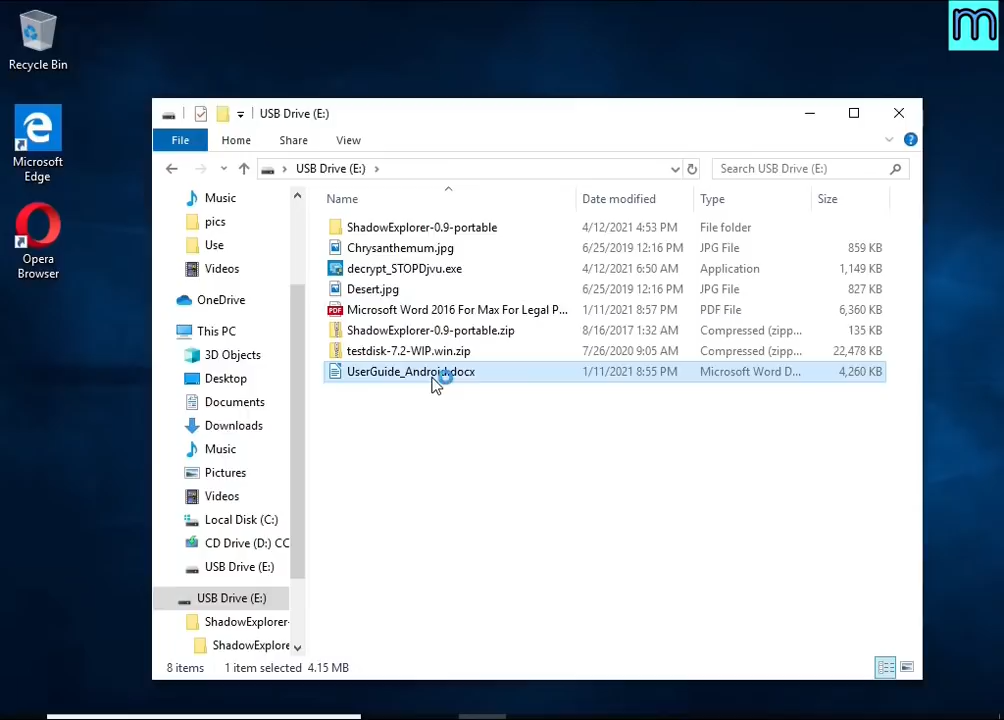 m
Recycle Bin
Microsoft
Edge
Opera
Browser
USB Drive (E:)
File Home Share View
USB Drive (E:)
Search USB Drive (E:)
Music
pics
Use
Videos
OneDrive
This PC
3D Objects
Desktop
Documents
Downloads
Music
Pictures
Videos
Local Disk (C:)
CD Drive (D:) CC
USB Drive (E:)
USB Drive (E:)
ShadowExplorer-
ShadowExplore
Name Date modified Type Size
ShadowExplorer-0.9-portable 4/12/2021 4:53 PM File folder
Chrysanthemum.jpg 6/25/2019 12:16 PM JPG File 859 KB
decrypt_STOPDjvu.exe 4/12/2021 6:50 AM Application 1,149 KB
Desert.jpg 6/25/2019 12:16 PM JPG File 827 KB
PDF Microsoft Word 2016 For Max For Legal P... 1/11/2021 8:57 PM PDF File 6,360 KB
ShadowExplorer-0.9-portable.zip 8/16/2017 1:32 AM Compressed (zipp... 135 KB
testdisk-7.2-WIP.win.zip 7/26/2020 9:05 AM Compressed (zipp... 22,478 KB
UserGuide_Android.docx 1/11/2021 8:55 PM Microsoft Word D... 4,260 KB
8 items 1 item selected 4.15 MB